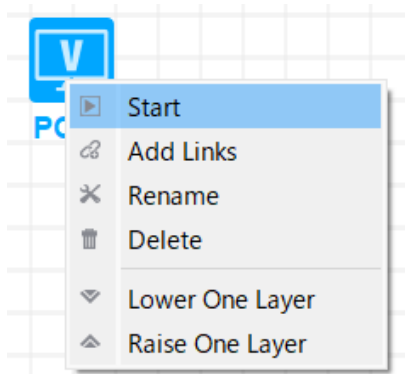 V
PC
Start
Add Links
Rename
Delete
Lower One Layer
Raise One Layer